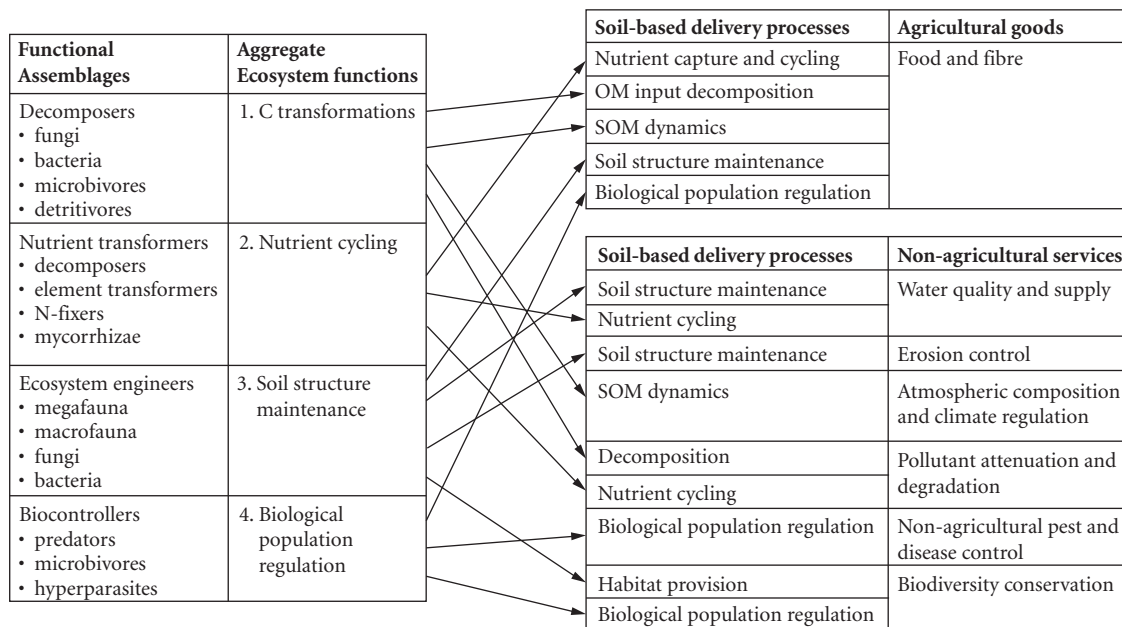 Functional
Assemblages
Aggregate
Ecosystem functions
Decomposers
• fungi
• bacteria
• microbivores
• detritivores
1. C transformations
Nutrient transformers
• decomposers
• element transformers
• N-fixers
• mycorrhizae
2. Nutrient cycling
Ecosystem engineers
• megafauna
• macrofauna
• fungi
• bacteria
3. Soil structure
maintenance
Biocontrollers
• predators
• microbivores
• hyperparasites
4. Biological
population
regulation
Soil-based delivery processes
Agricultural goods
Nutrient capture and cycling
Food and fibre
OM input decomposition
SOM dynamics
Soil structure maintenance
Biological population regulation
Soil-based delivery processes
Non-agricultural services
Soil structure maintenance
Water quality and supply
Nutrient cycling
Soil structure maintenance
Erosion control
SOM dynamics
Atmospheric composition
and climate regulation
Decomposition
Pollutant attenuation and
degradation
Nutrient cycling
Biological population regulation
Non-agricultural pest and
disease control
Habitat provision
Biodiversity conservation
Biological population regulation